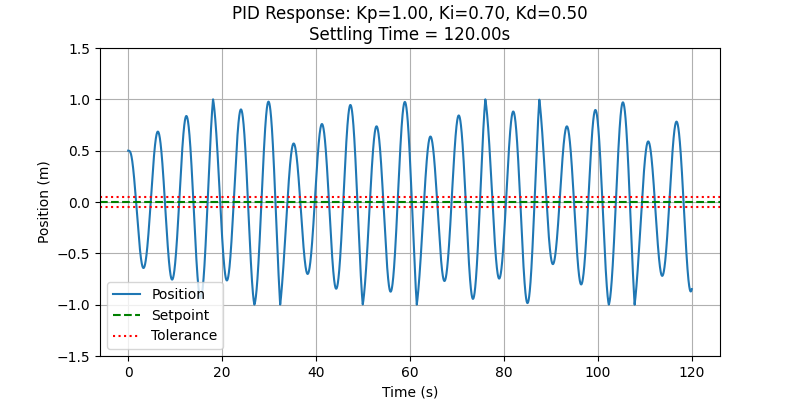 PID Response: Kp=1.00, Ki=0.70, Kd=0.50
Settling Time = 120.00s
1.5
1.0
0.5
0.0
−0.5
−1.0
−1.5
Position (m)
Position
Setpoint
Tolerance
0 20 40 60 80 100 120
Time (s)